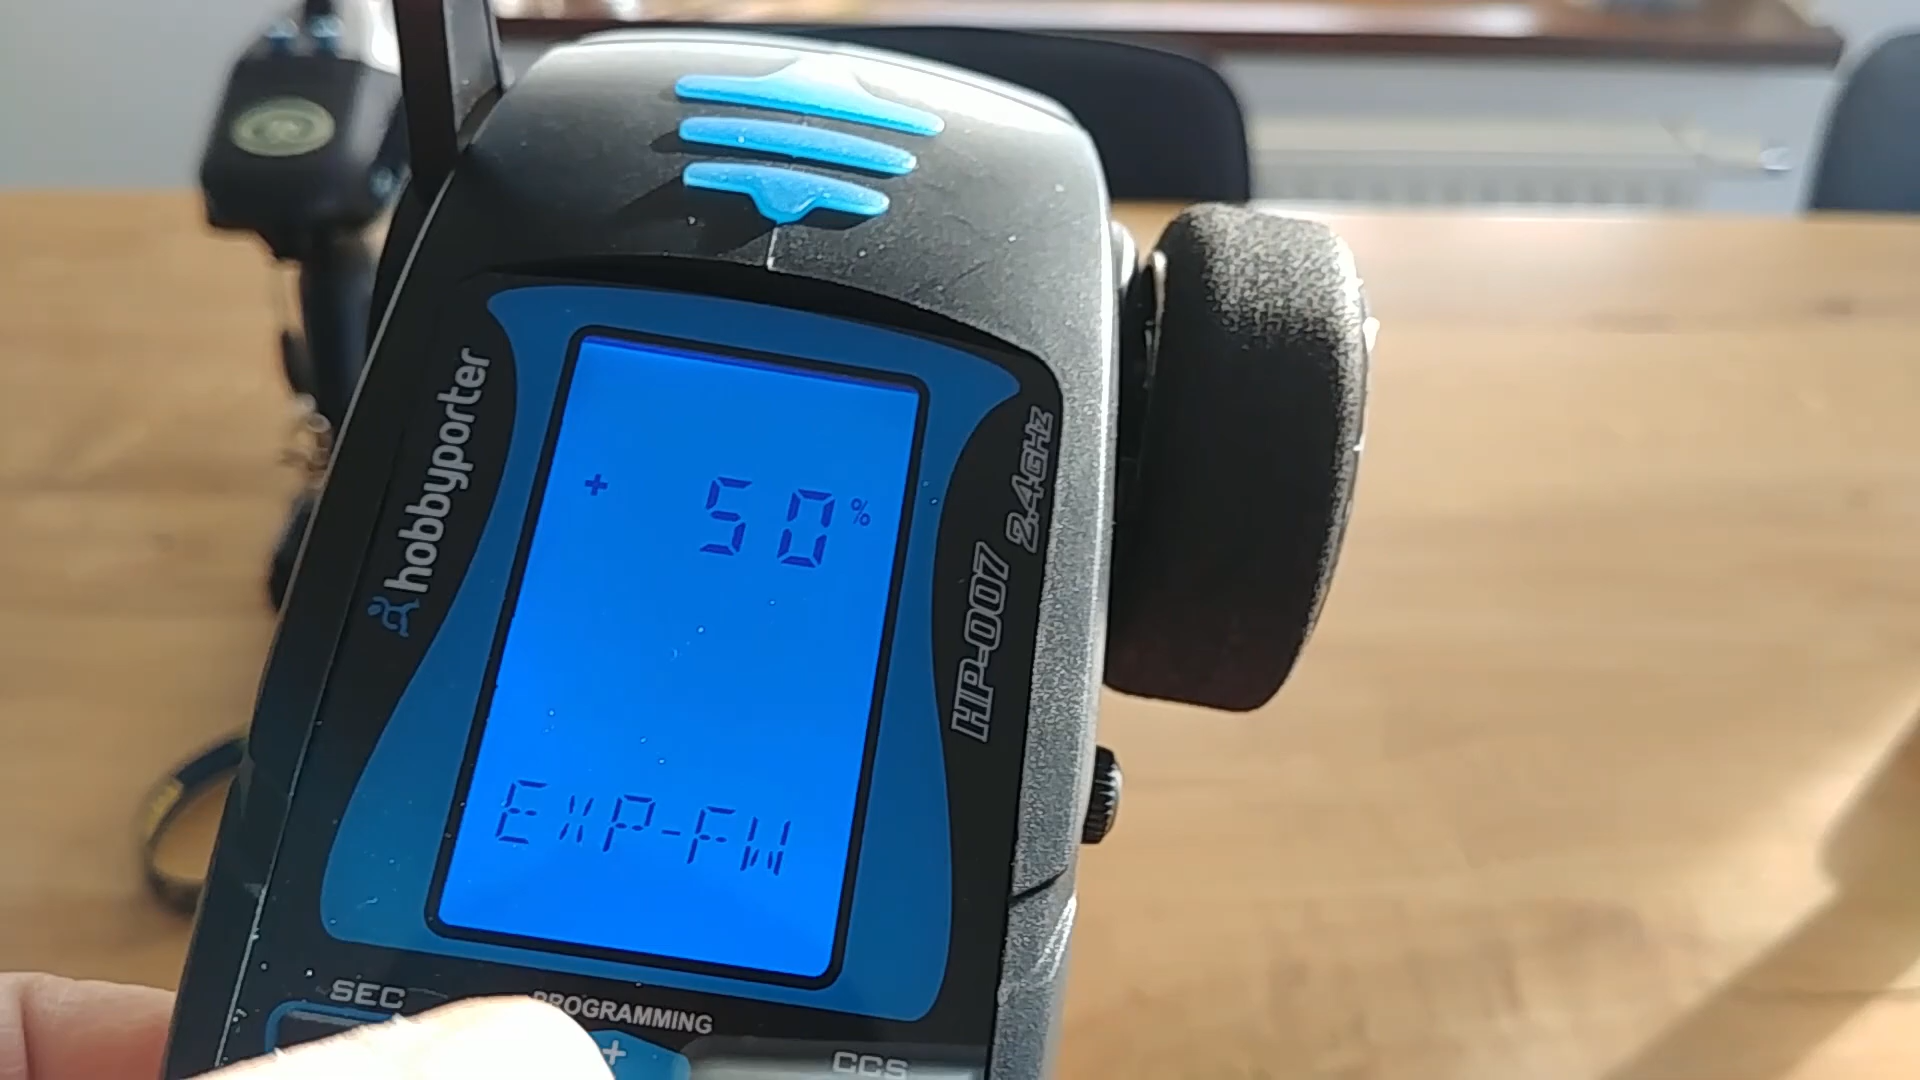 hobbyporter
HP-007 2.4GHz
+ 50%
EXP-FW
SEC
PROGRAMMING
+
CCS